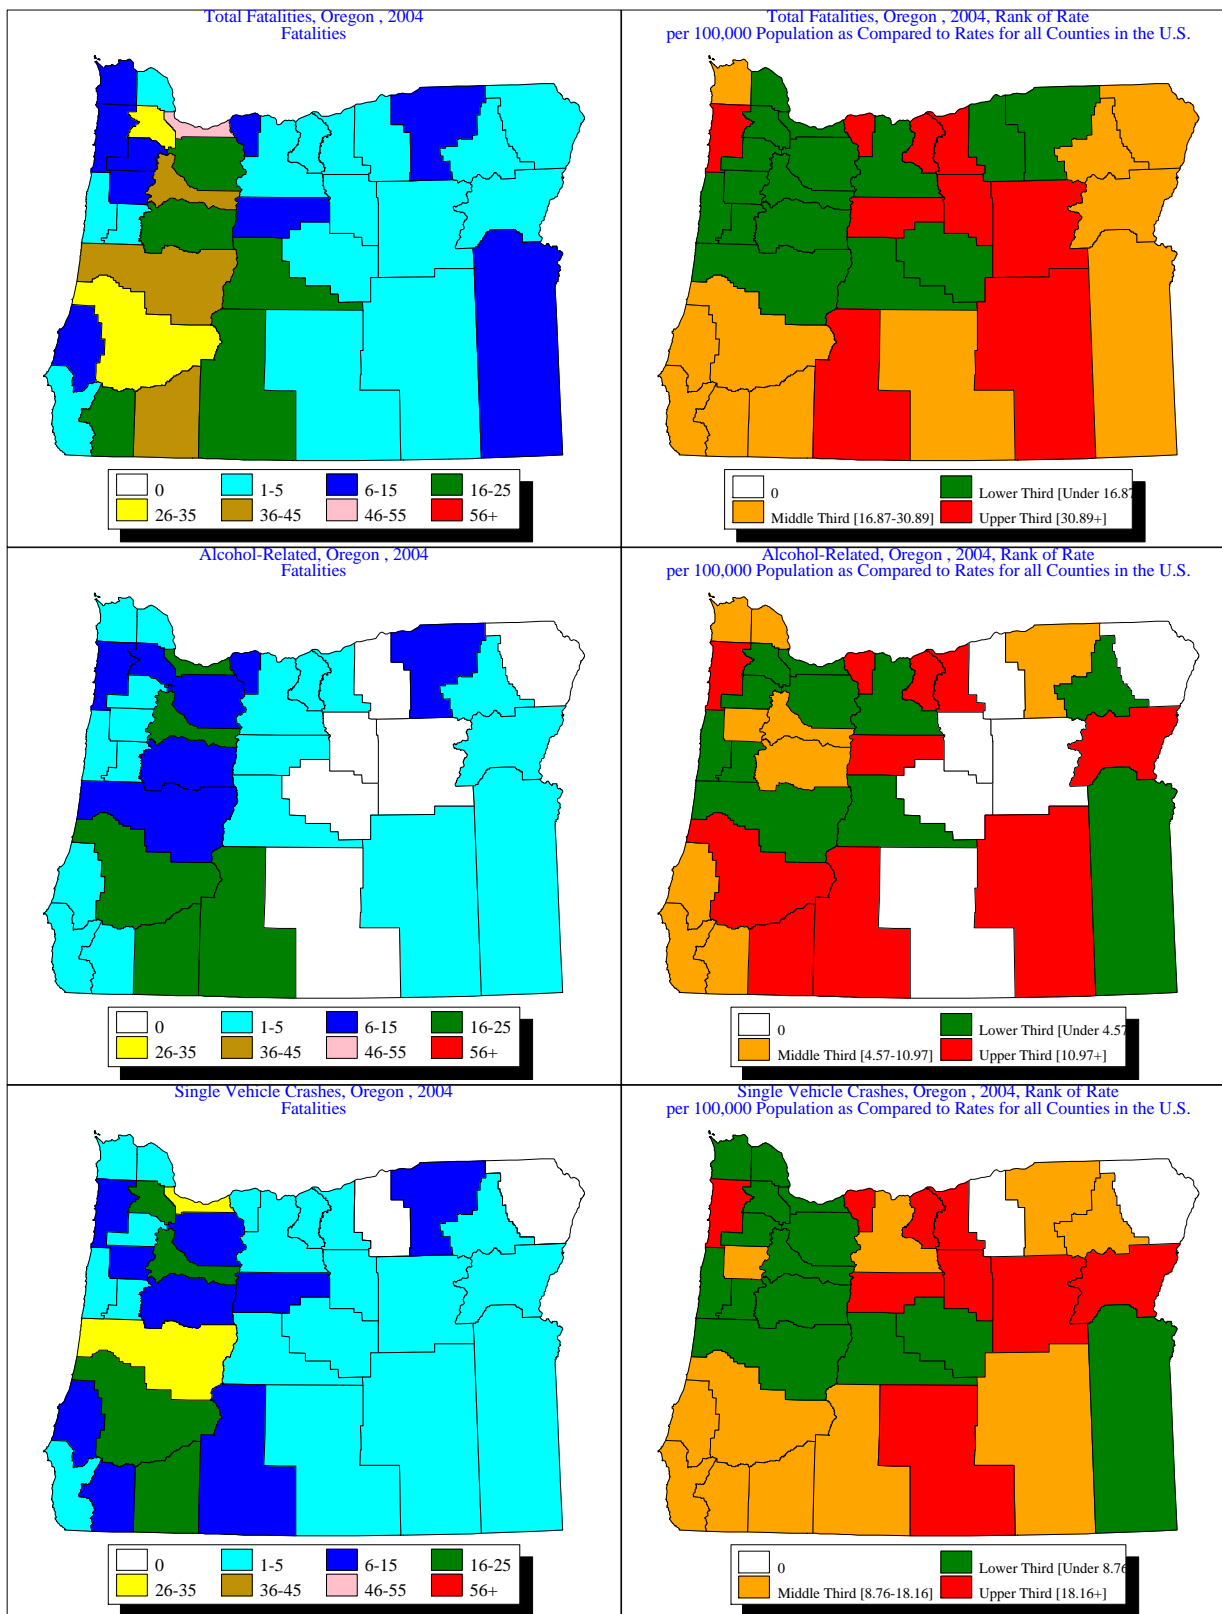 Total Fatalities, Oregon , 2004
Fatalities
0
1-5
6-15
16-25
26-35
36-45
46-55
56+
Total Fatalities, Oregon , 2004, Rank of Rate
per 100,000 Population as Compared to Rates for all Counties in the U.S.
0
Lower Third [Under 16.87
Middle Third [16.87-30.89]
Upper Third [30.89+]
Alcohol-Related, Oregon , 2004
Fatalities
0
1-5
6-15
16-25
26-35
36-45
46-55
56+
Alcohol-Related, Oregon , 2004, Rank of Rate
per 100,000 Population as Compared to Rates for all Counties in the U.S.
0
Lower Third [Under 4.57
Middle Third [4.57-10.97]
Upper Third [10.97+]
Single Vehicle Crashes, Oregon , 2004
Fatalities
0
1-5
6-15
16-25
26-35
36-45
46-55
56+
Single Vehicle Crashes, Oregon , 2004, Rank of Rate
per 100,000 Population as Compared to Rates for all Counties in the U.S.
0
Lower Third [Under 8.76
Middle Third [8.76-18.16]
Upper Third [18.16+]